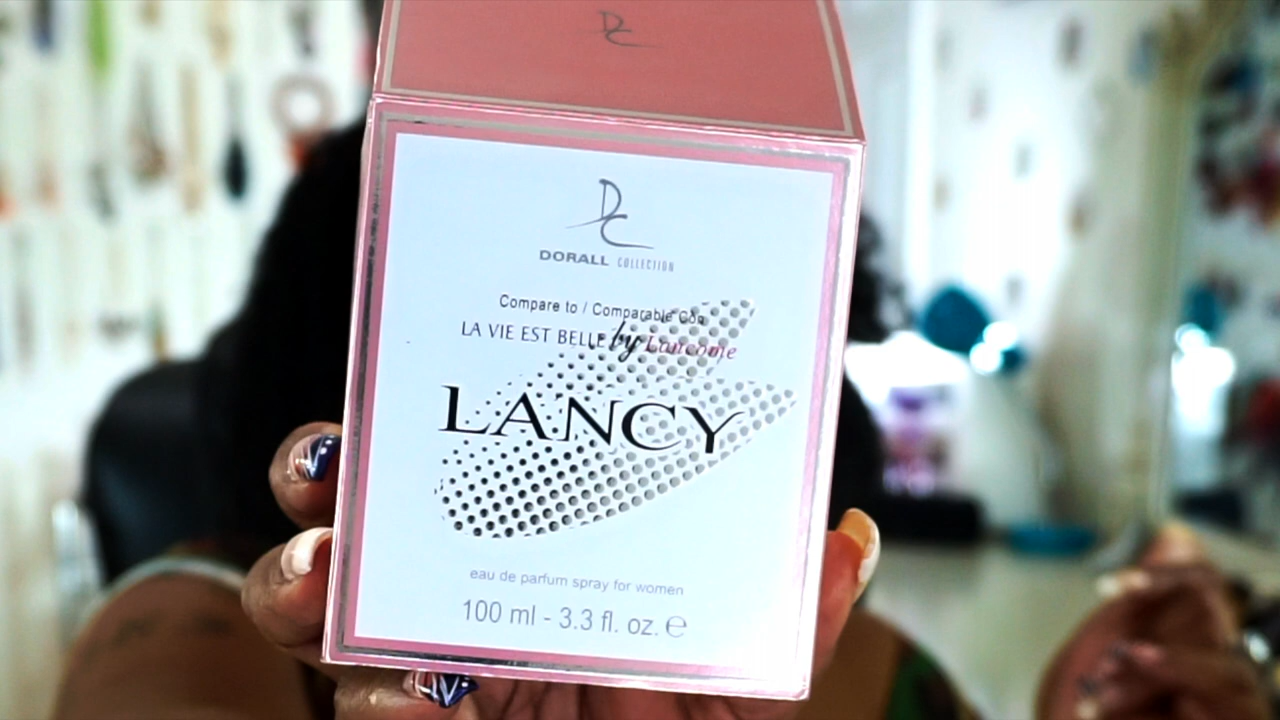 DC
DC
DORALL COLLECTION
Compare to / Comparable Con
LA VIE EST BELLE by Lancome
LANCY
eau de parfum spray for women
100 ml - 3.3 fl. oz. ℮